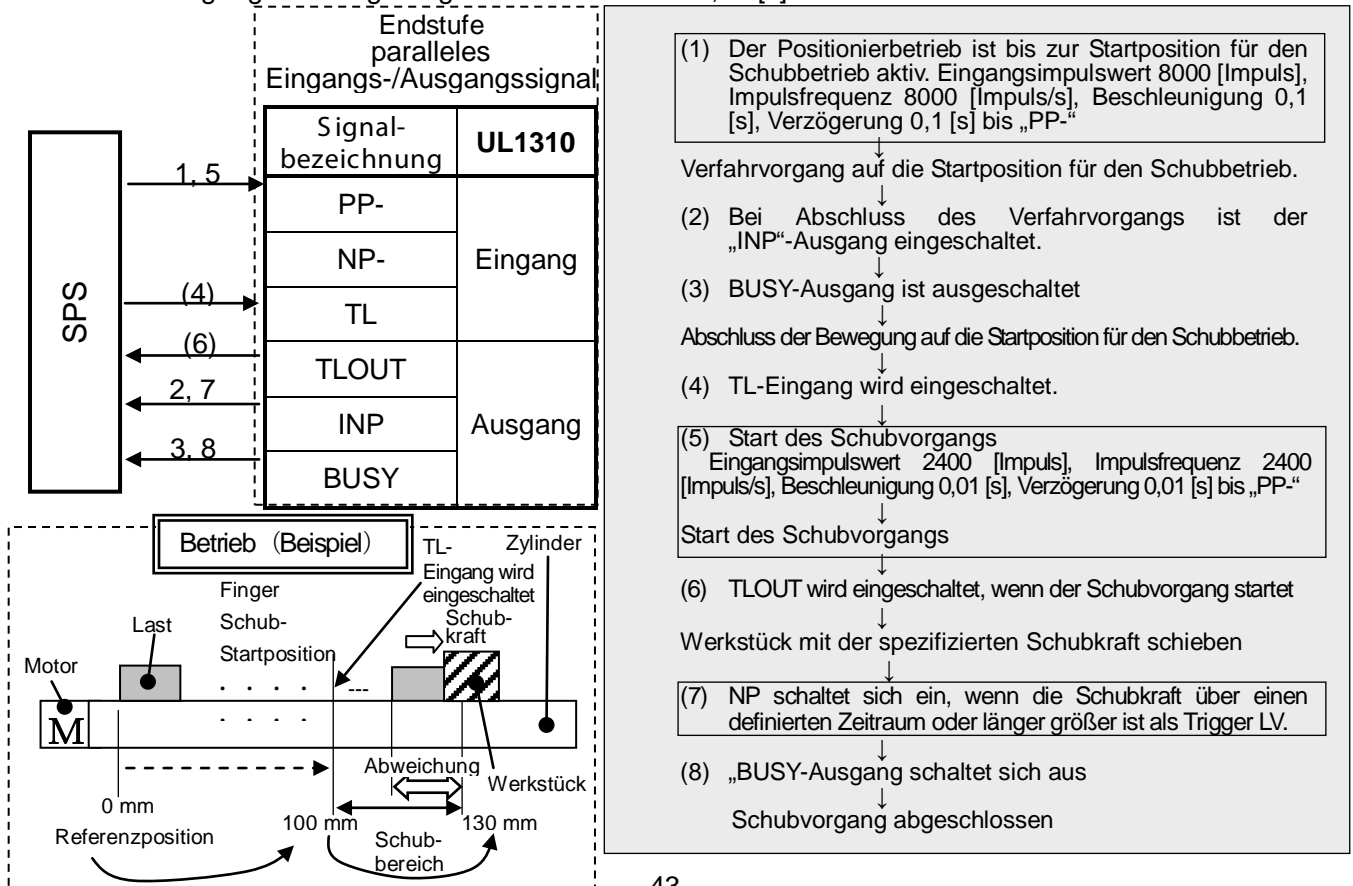 Endstufe
paralleles
Eingangs-/Ausgangssignal
Signal-
bezeichnung
UL1310
PP-
NP-
TL
Eingang
TLOUT
INP
BUSY
Ausgang
SPS
1, 5
(4)
(6)
2, 7
3, 8
Betrieb (Beispiel)
TL-
Eingang wird
eingeschaltet
Zylinder
Finger
Schub-
Startposition
Schub-
kraft
Last
Motor
M
Abweichung
Werkstück
0 mm
Referenzposition
100 mm
130 mm
Schub-
bereich
(1) Der Positionierbetrieb ist bis zur Startposition für den
Schubbetrieb aktiv. Eingangsimpulswert 8000 [Impuls],
Impulsfrequenz 8000 [Impuls/s], Beschleunigung 0,1
[s], Verzögerung 0,1 [s] bis „PP-“
↓
Verfahrvorgang auf die Startposition für den Schubbetrieb.
↓
(2) Bei Abschluss des Verfahrvorgangs ist der
„INP“-Ausgang eingeschaltet.
↓
(3) BUSY-Ausgang ist ausgeschaltet
↓
Abschluss der Bewegung auf die Startposition für den Schubbetrieb.
↓
(4) TL-Eingang wird eingeschaltet.
↓
(5) Start des Schubvorgangs
Eingangsimpulswert 2400 [Impuls], Impulsfrequenz 2400
[Impuls/s], Beschleunigung 0,01 [s], Verzögerung 0,01 [s] bis „PP-“
↓
Start des Schubvorgangs
↓
(6) TLOUT wird eingeschaltet, wenn der Schubvorgang startet
↓
Werkstück mit der spezifizierten Schubkraft schieben
↓
(7) NP schaltet sich ein, wenn die Schubkraft über einen
definierten Zeitraum oder länger größer ist als Trigger LV.
↓
(8) „BUSY-Ausgang schaltet sich aus
↓
Schubvorgang abgeschlossen
43